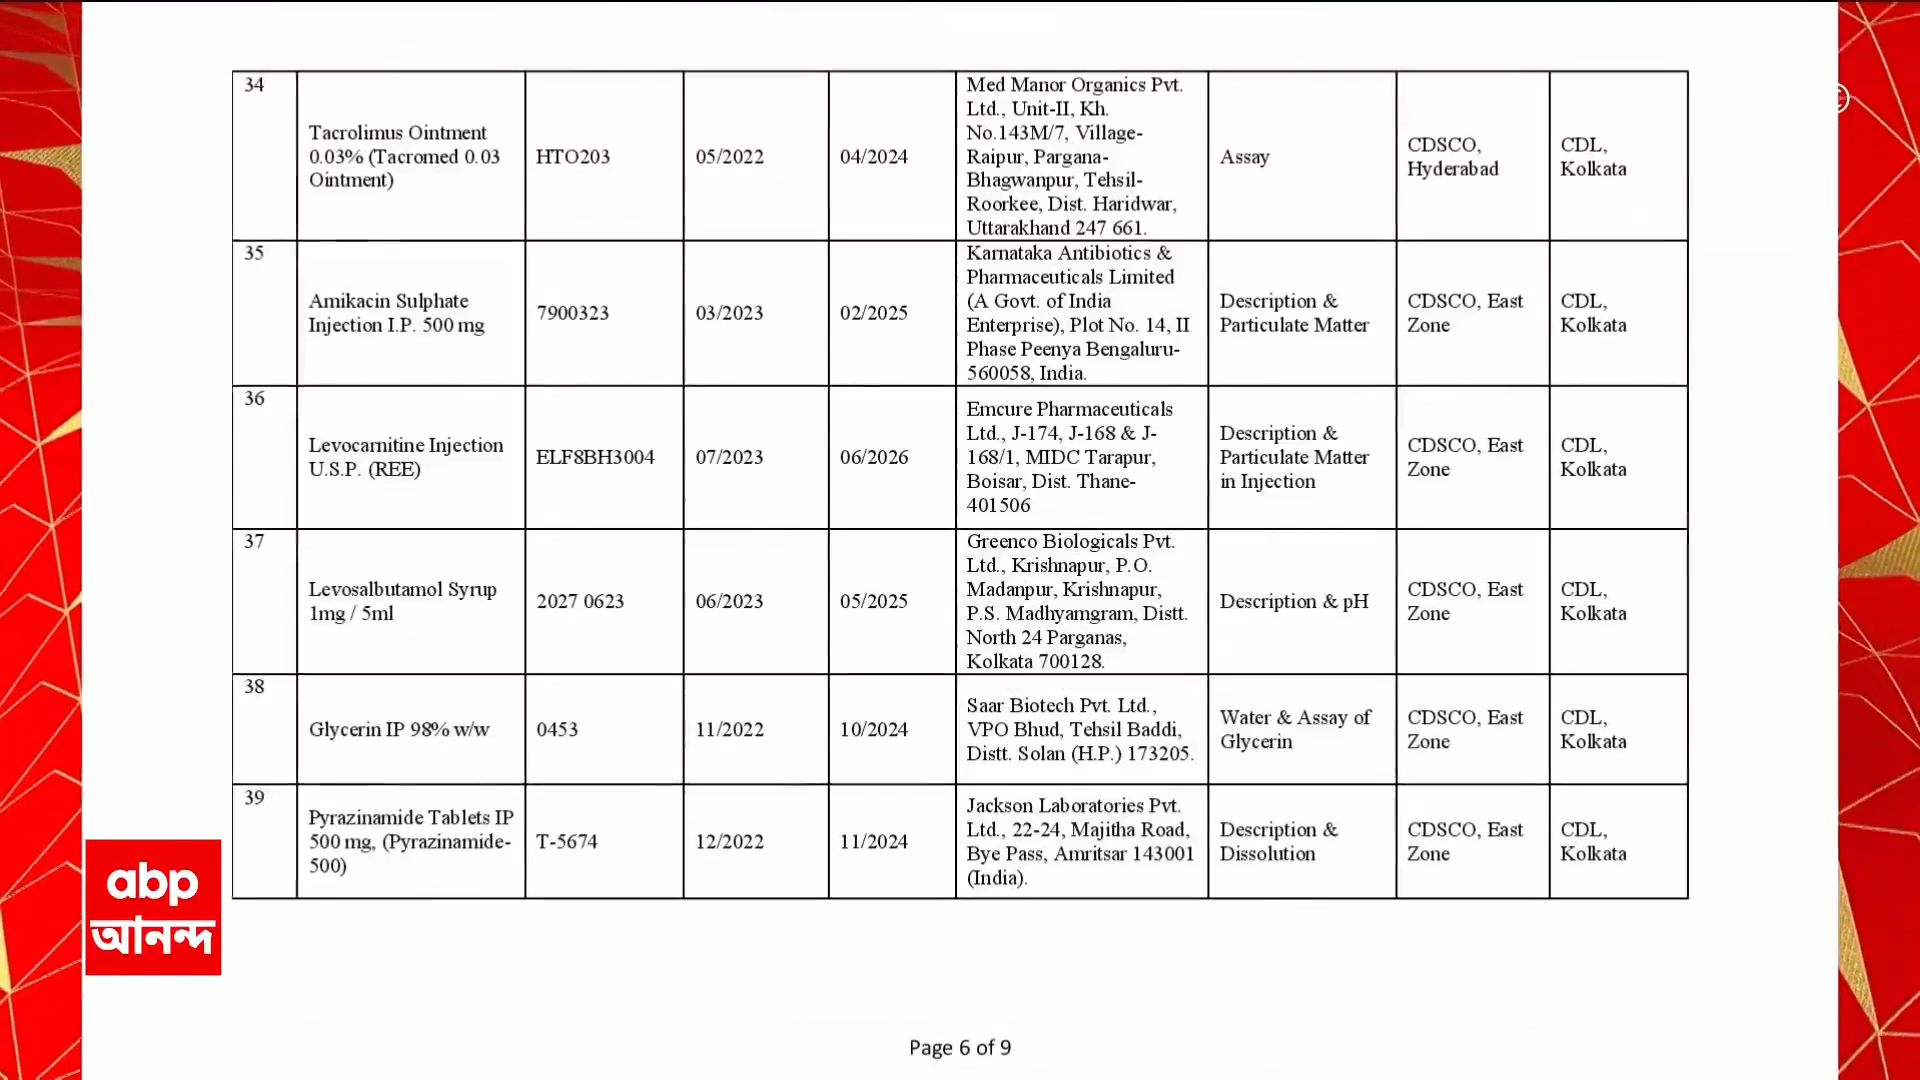 34
Tacrolimus Ointment
0.03% (Tacromed 0.03
Ointment)
HTO203
05/2022
04/2024
Med Manor Organics Pvt.
Ltd., Unit-II, Kh.
No.143M/7, Village-
Raipur, Pargana-
Bhagwanpur, Tehsil-
Roorkee, Dist. Haridwar,
Uttarakhand 247 661.
Assay
CDSCO,
Hyderabad
CDL,
Kolkata
35
Amikacin Sulphate
Injection I.P. 500 mg
7900323
03/2023
02/2025
Karnataka Antibiotics &
Pharmaceuticals Limited
(A Govt. of India
Enterprise), Plot No. 14, II
Phase Peenya Bengaluru-
560058, India.
Description &
Particulate Matter
CDSCO, East
Zone
CDL,
Kolkata
36
Levocarnitine Injection
U.S.P. (REE)
ELF8BH3004
07/2023
06/2026
Emcure Pharmaceuticals
Ltd., J-174, J-168 & J-
168/1, MIDC Tarapur,
Boisar, Dist. Thane-
401506
Description &
Particulate Matter
in Injection
CDSCO, East
Zone
CDL,
Kolkata
37
Levosalbutamol Syrup
1mg / 5ml
2027 0623
06/2023
05/2025
Greenco Biologicals Pvt.
Ltd., Krishnapur, P.O.
Madanpur, Krishnapur,
P.S. Madhyamgram, Distt.
North 24 Parganas,
Kolkata 700128.
Description & pH
CDSCO, East
Zone
CDL,
Kolkata
38
Glycerin IP 98% w/w
0453
11/2022
10/2024
Saar Biotech Pvt. Ltd.,
VPO Bhud, Tehsil Baddi,
Distt. Solan (H.P.) 173205.
Water & Assay of
Glycerin
CDSCO, East
Zone
CDL,
Kolkata
39
Pyrazinamide Tablets IP
500 mg, (Pyrazinamide-
500)
T-5674
12/2022
11/2024
Jackson Laboratories Pvt.
Ltd., 22-24, Majitha Road,
Bye Pass, Amritsar 143001
(India).
Description &
Dissolution
CDSCO, East
Zone
CDL,
Kolkata
abp
আনন্দ
Page 6 of 9